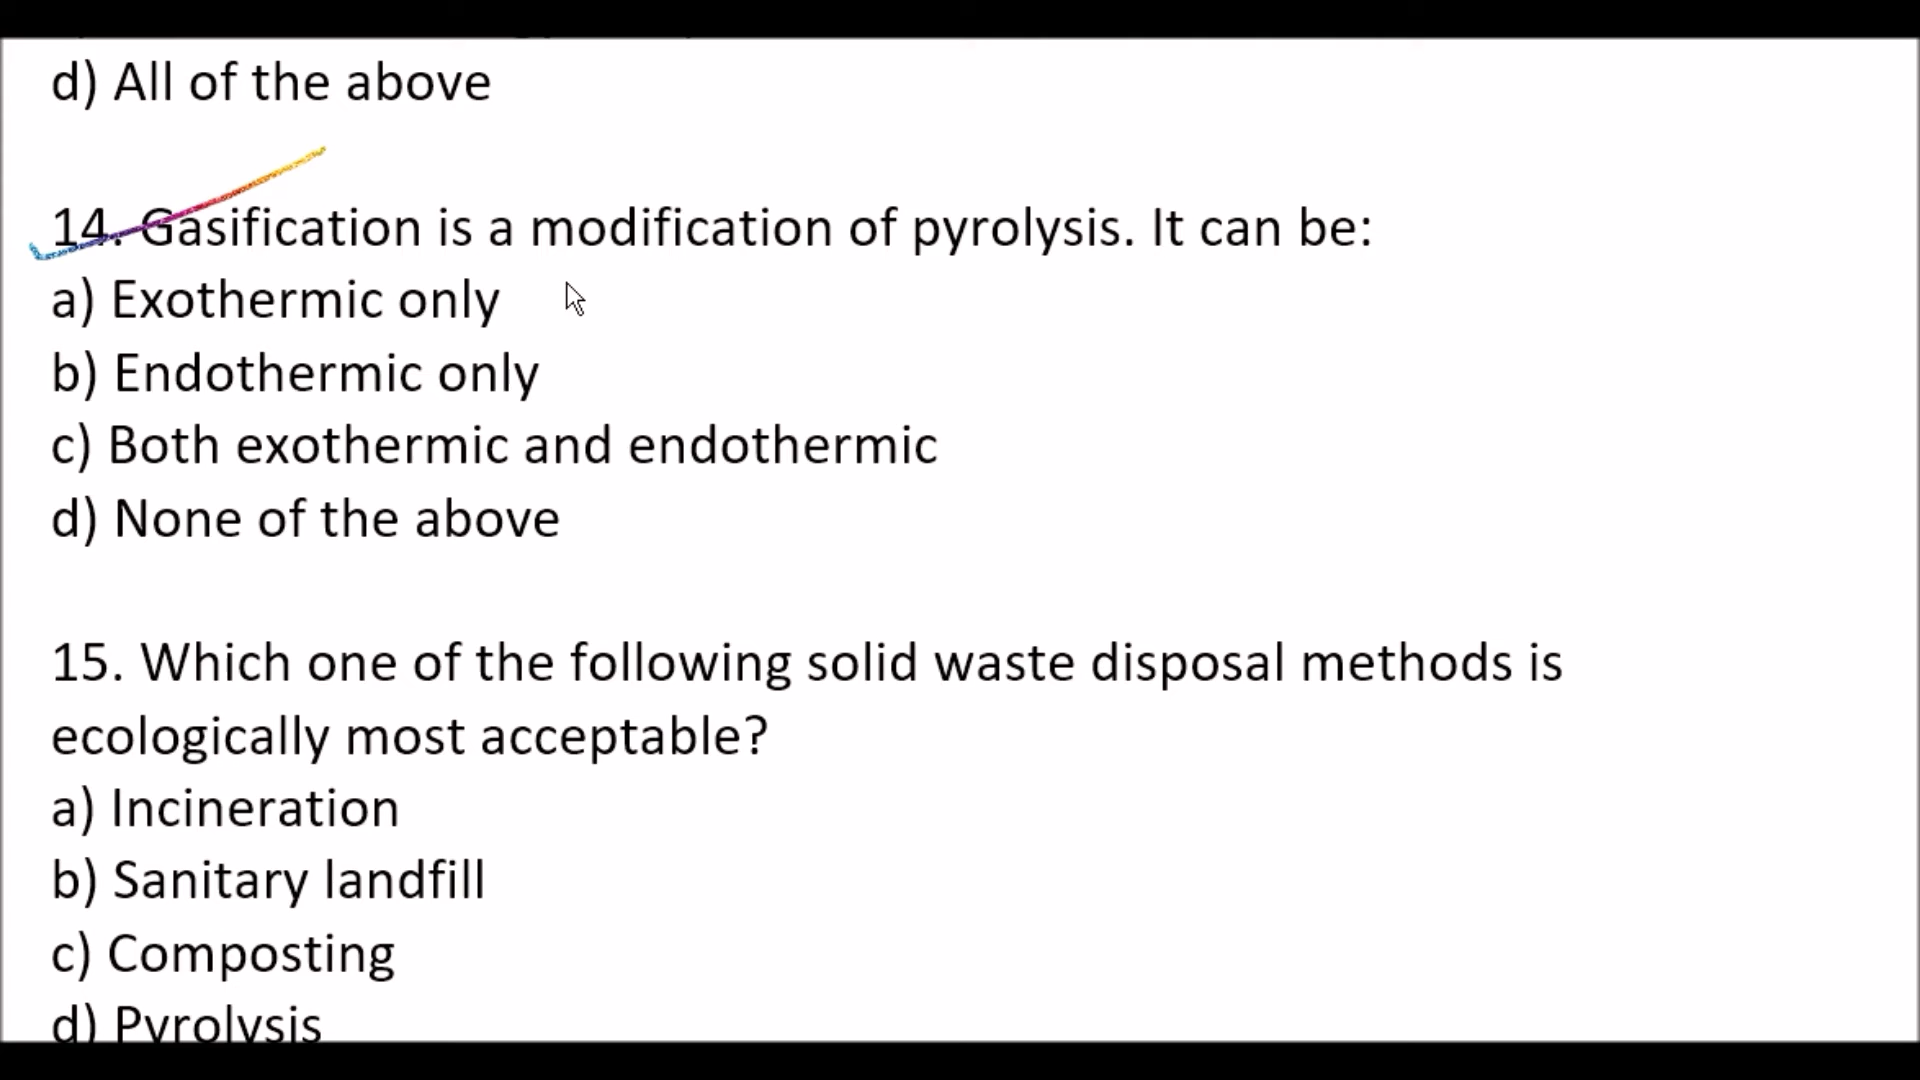 d) All of the above
14. Gasification is a modification of pyrolysis. It can be:
a) Exothermic only
b) Endothermic only
c) Both exothermic and endothermic
d) None of the above
15. Which one of the following solid waste disposal methods is
ecologically most acceptable?
a) Incineration
b) Sanitary landfill
c) Composting
d) Pyrolysis